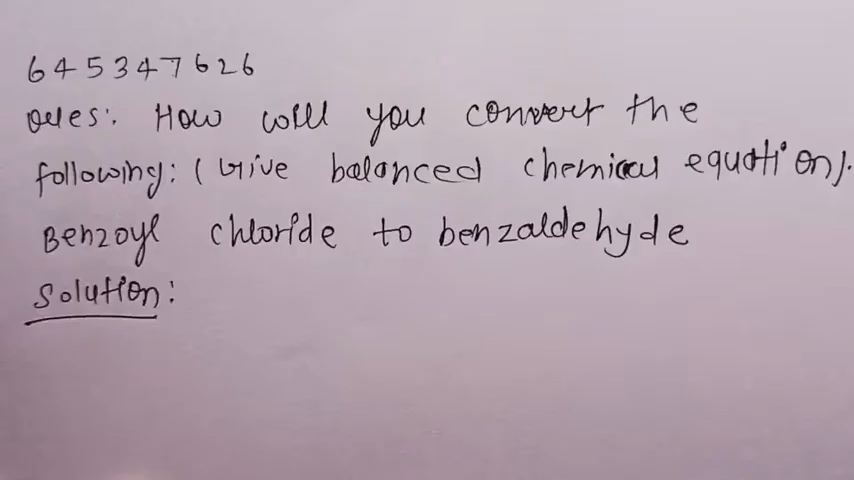 645347626
Ques: How will you convert the
following: (Give balanced chemical equation).
Benzoyl chloride to benzaldehyde
Solution: